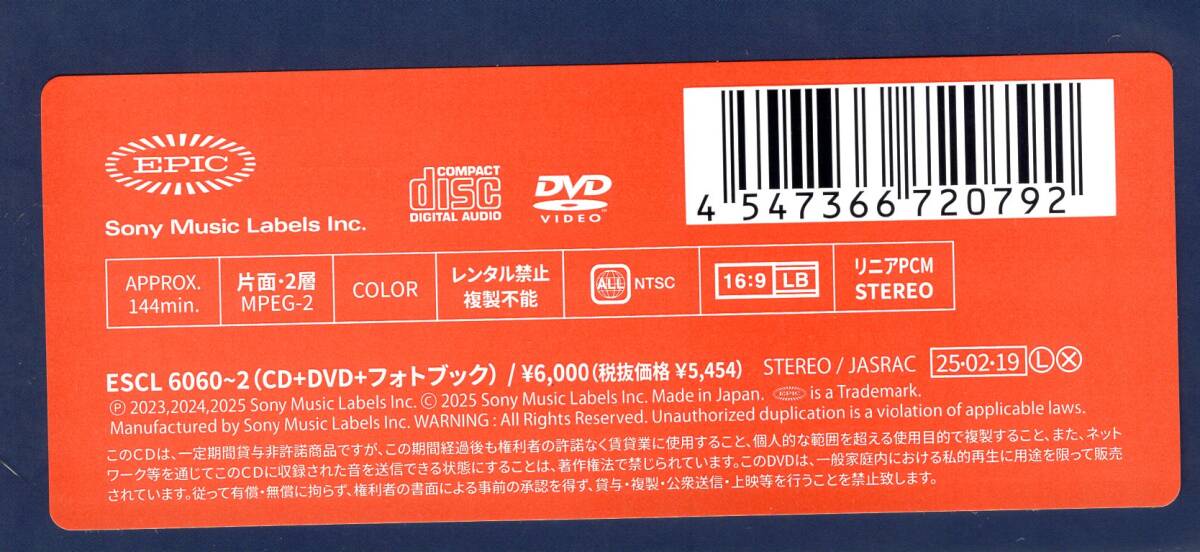 EPIC
Sony Music Labels Inc.
COMPACT
disc
DIGITAL AUDIO
DVD
VIDEO
4 547366 720792
APPROX.
144min.
片面・2層
MPEG-2
COLOR
レンタル禁止
複製不能
ALL NTSC
16:9 LB
リニアPCM
STEREO
ESCL 6060~2(CD+DVD+フォトブック) / ¥6,000(税抜価格 ¥5,454) STEREO / JASRAC 25・02・19 Ⓛ Ⓧ
Ⓟ 2023,2024,2025 Sony Music Labels Inc. © 2025 Sony Music Labels Inc. Made in Japan. EPIC is a Trademark.
Manufactured by Sony Music Labels Inc. WARNING : All Rights Reserved. Unauthorized duplication is a violation of applicable laws.
このCDは、一定期間貸与非許諾商品ですが、この期間経過後も権利者の許諾なく賃貸業に使用すること、個人的な範囲を超える使用目的で複製すること、また、ネット
ワーク等を通じてこのCDに収録された音を送信できる状態にすることは、著作権法で禁じられています。このDVDは、一般家庭内における私的再生に用途を限って販売
されています。従って有償・無償に拘らず、権利者の書面による事前の承認を得ず、貸与・複製・公衆送信・上映等を行うことを禁止致します。